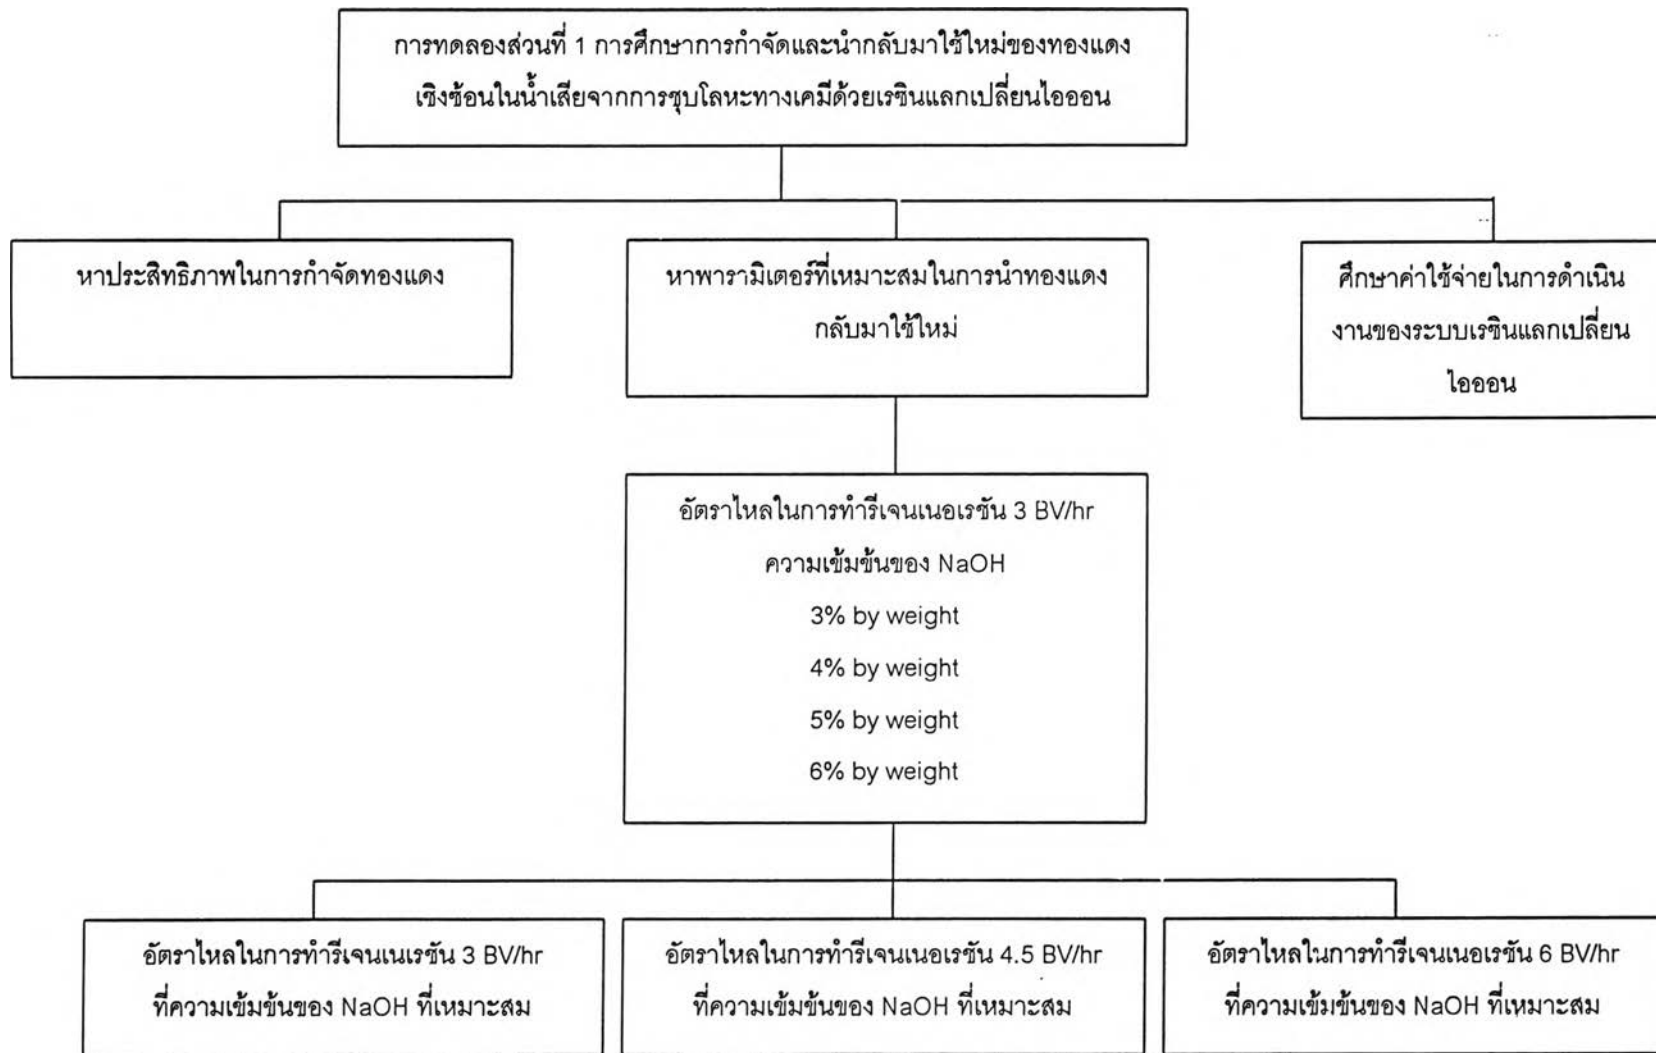 การทดลองส่วนที่ 1 การศึกษาการกำจัดและนำกลับมาใช้ใหม่ของทองแดง
เชิงซ้อนในน้ำเสียจากการชุบโลหะทางเคมีด้วยเรซินแลกเปลี่ยนไอออน
หาประสิทธิภาพในการกำจัดทองแดง
หาพารามิเตอร์ที่เหมาะสมในการนำทองแดง
กลับมาใช้ใหม่
ศึกษาค่าใช้จ่ายในการดำเนิน
งานของระบบเรซินแลกเปลี่ยน
ไอออน
อัตราไหลในการทำรีเจนเนอเรชัน 3 BV/hr
ความเข้มข้นของ NaOH
3% by weight
4% by weight
5% by weight
6% by weight
อัตราไหลในการทำรีเจนเนเรชัน 3 BV/hr
ที่ความเข้มข้นของ NaOH ที่เหมาะสม
อัตราไหลในการทำรีเจนเนอเรชัน 4.5 BV/hr
ที่ความเข้มข้นของ NaOH ที่เหมาะสม
อัตราไหลในการทำรีเจนเนอเรชัน 6 BV/hr
ที่ความเข้มข้นของ NaOH ที่เหมาะสม